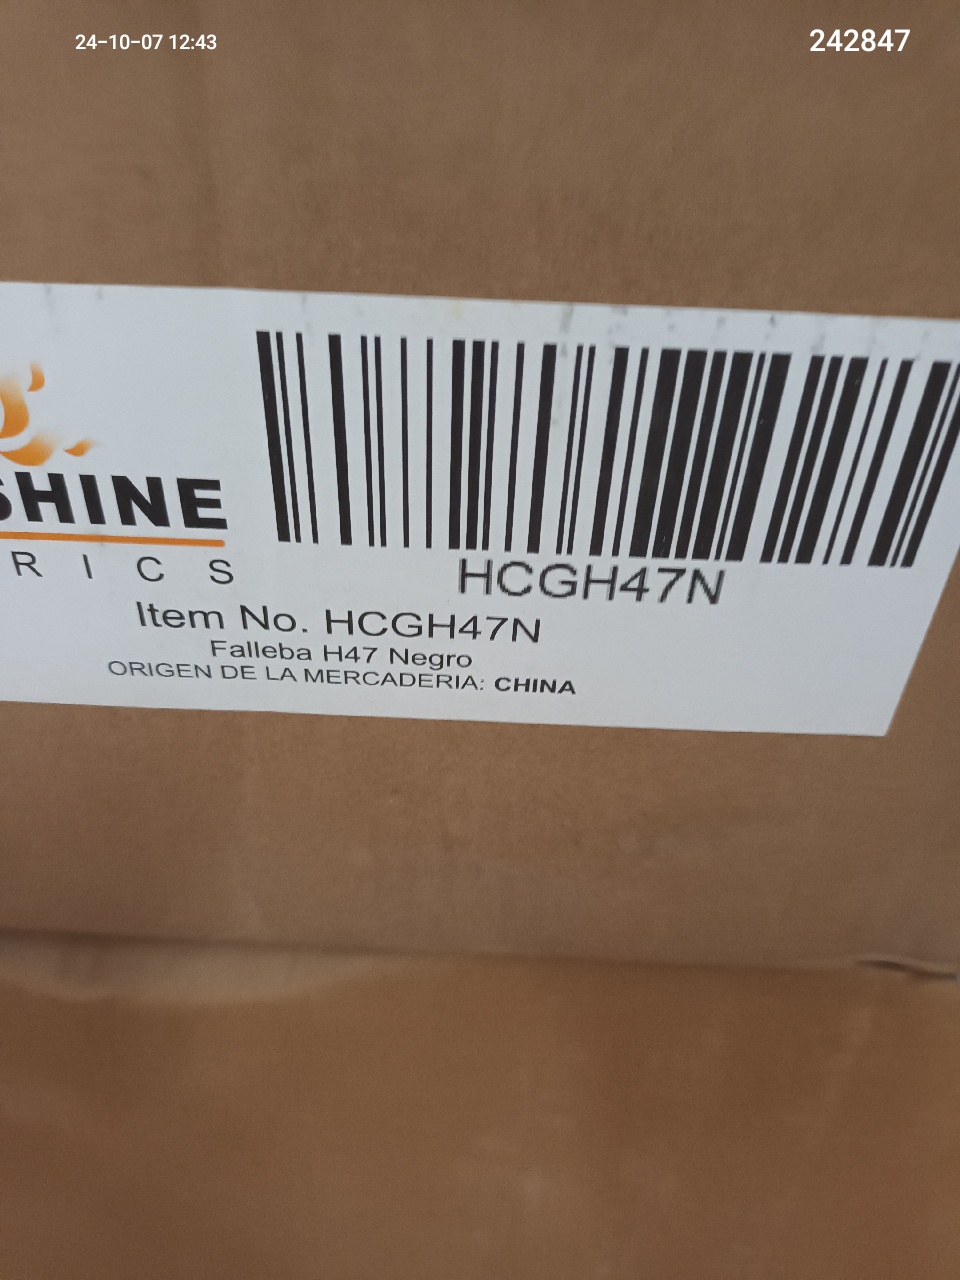 24-10-07 12:43
242847
SHINE
RICS
HCGH47N
Item No. HCGH47N
Falleba H47 Negro
ORIGEN DE LA MERCADERIA: CHINA